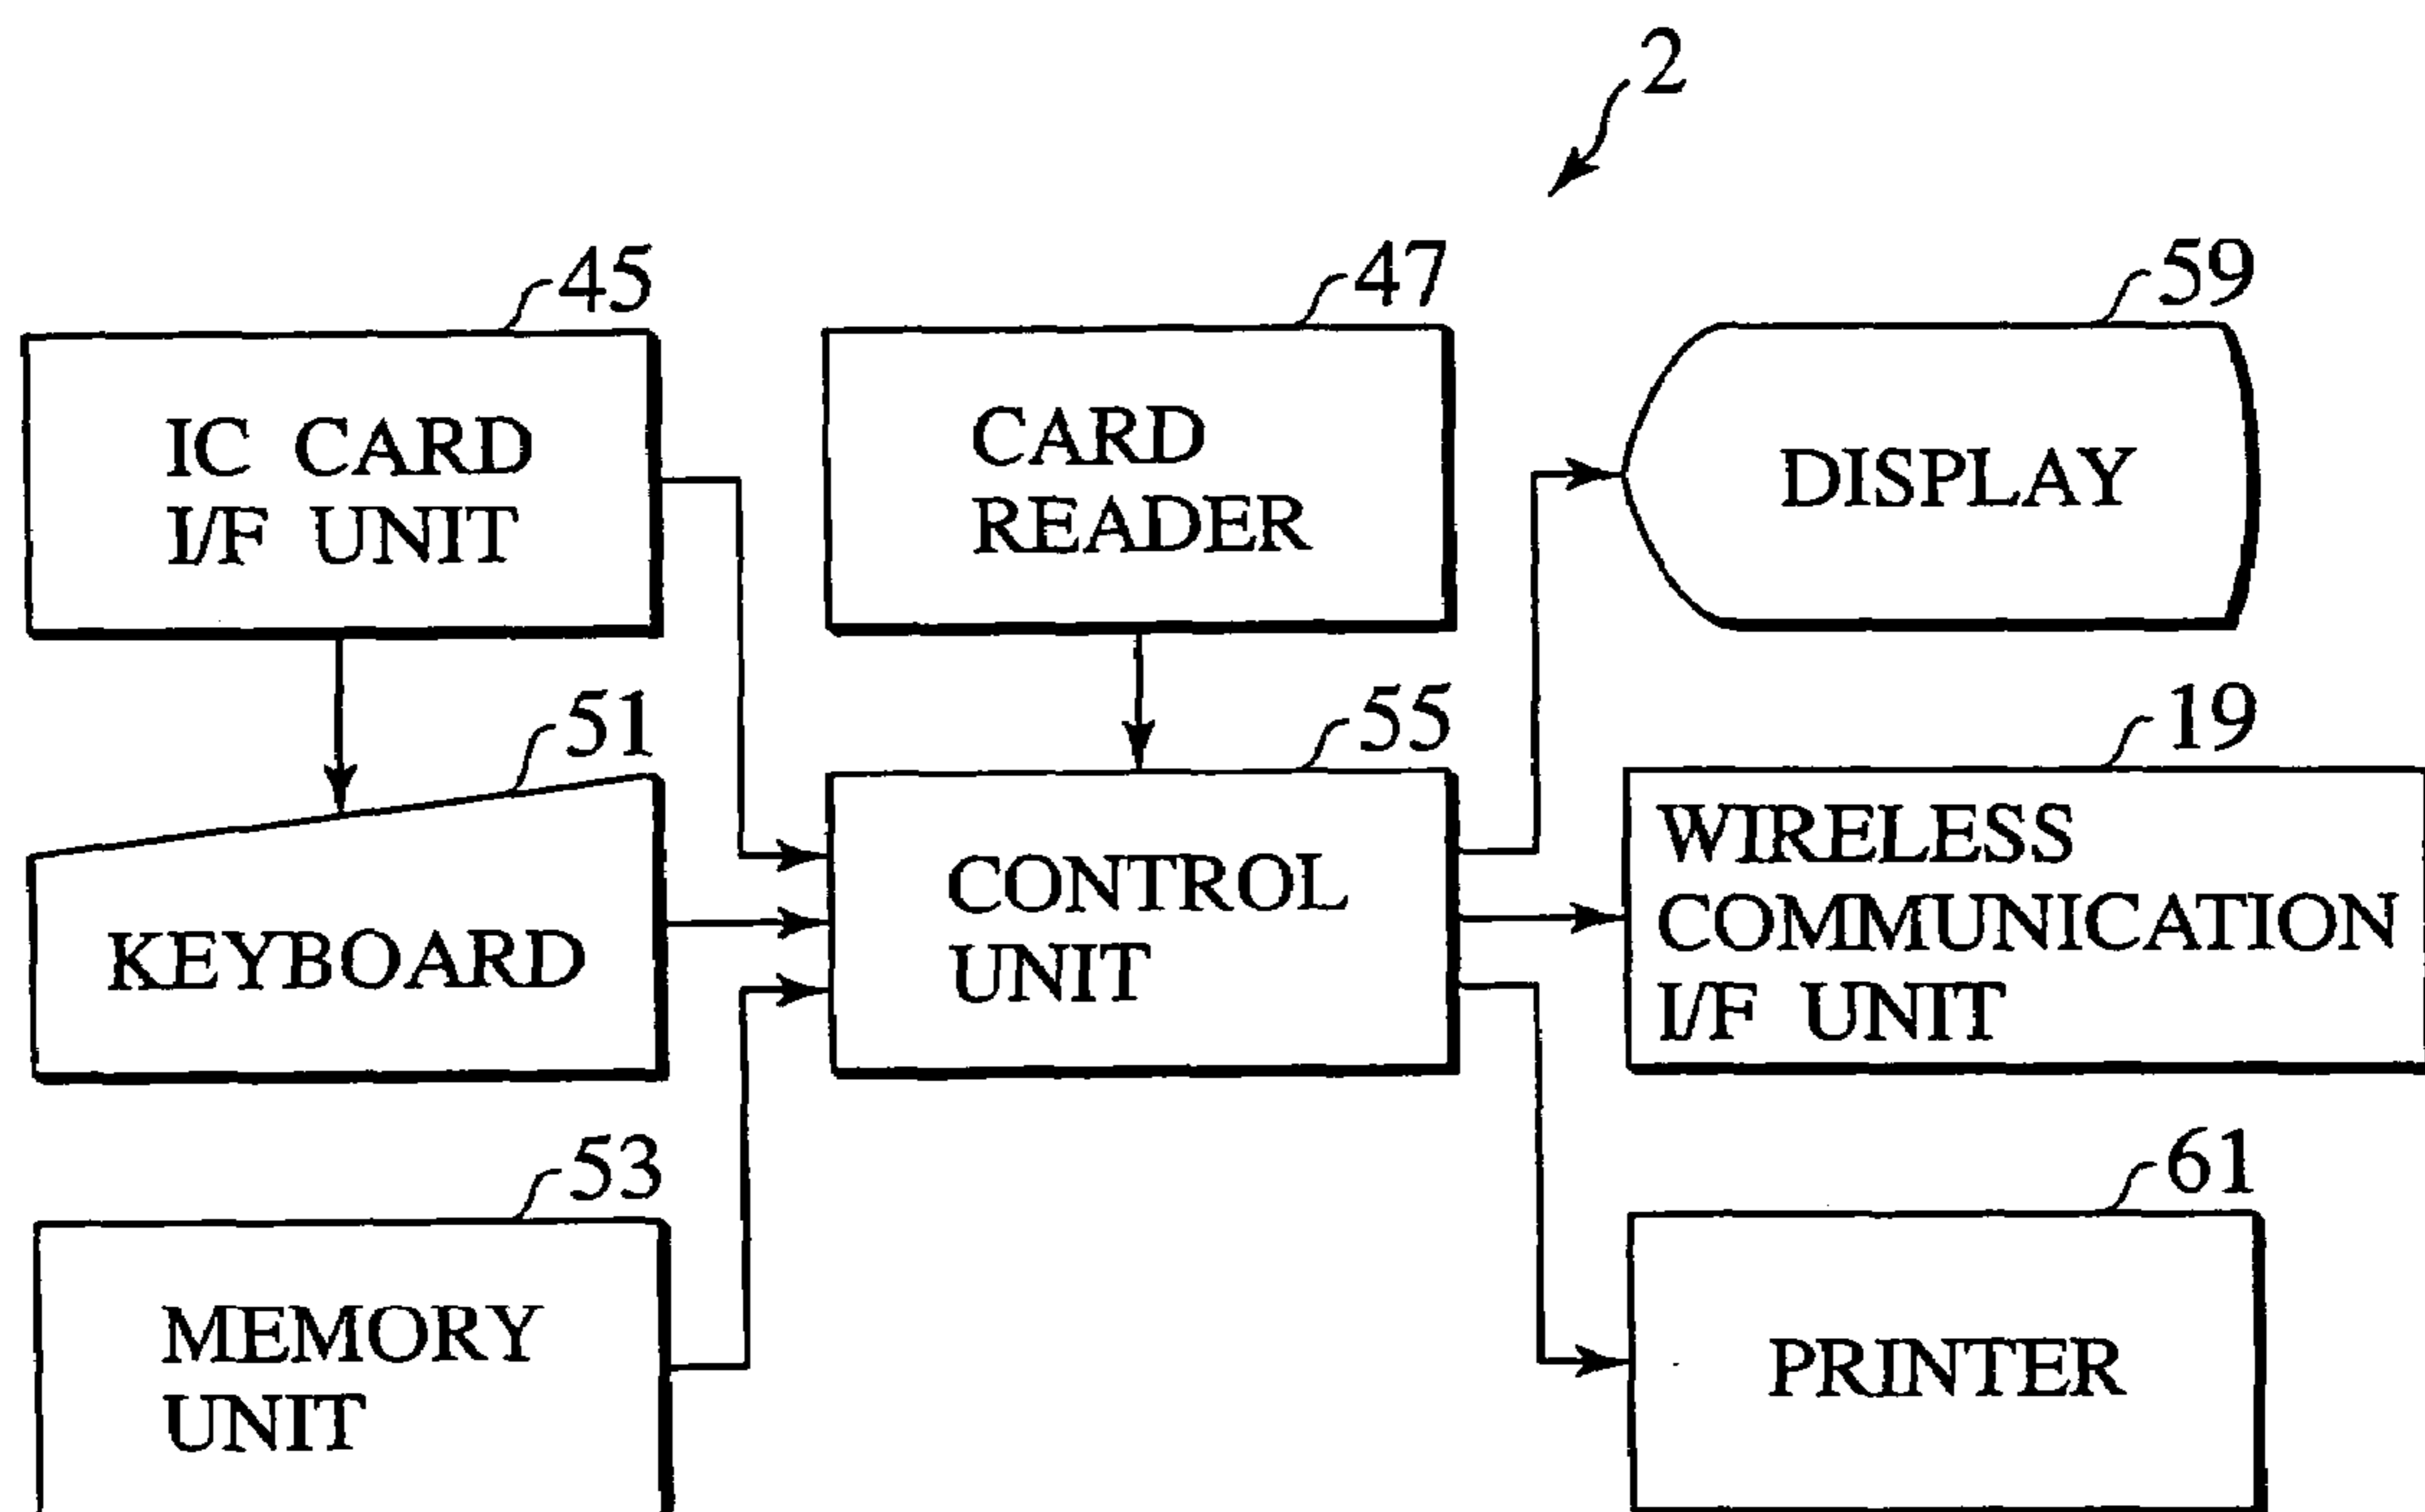 2
45
47
59
IC CARD
I/F UNIT
CARD
READER
DISPLAY
51
55
19
KEYBOARD
CONTROL
UNIT
WIRELESS
COMMUNICATION
I/F UNIT
53
61
MEMORY
UNIT
PRINTER